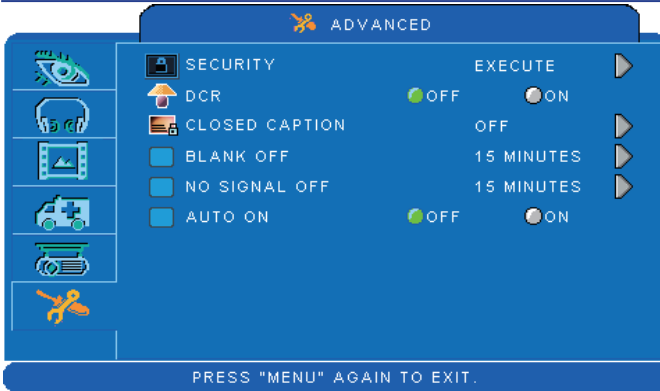 ADVANCED
SECURITY EXECUTE
DCR OFF ON
CLOSED CAPTION OFF
BLANK OFF 15 MINUTES
NO SIGNAL OFF 15 MINUTES
AUTO ON OFF ON
PRESS "MENU" AGAIN TO EXIT.